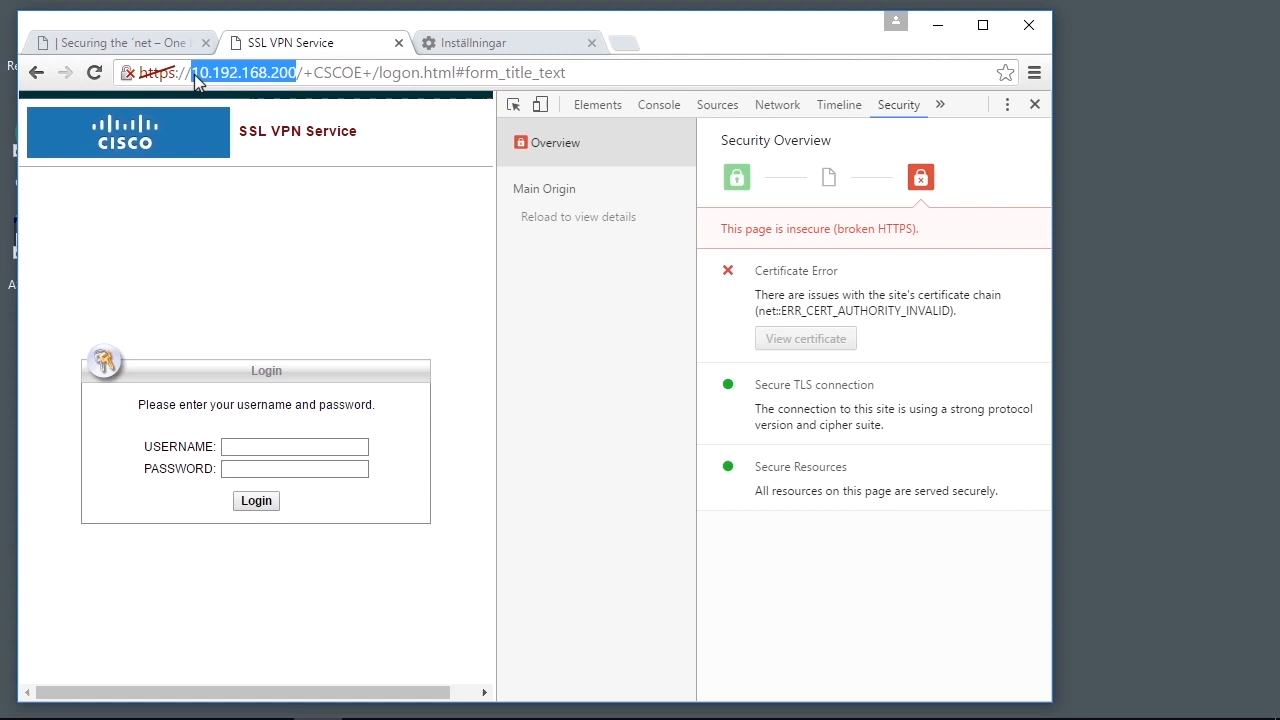 | Securing the 'net – One
SSL VPN Service
Inställningar
https://10.192.168.200/+CSCOE+/logon.html#form_title_text
Re
CISCO
SSL VPN Service
Elements
Console
Sources
Network
Timeline
Security
»
Overview
Main Origin
Reload to view details
Security Overview
This page is insecure (broken HTTPS).
Certificate Error
There are issues with the site's certificate chain
(net::ERR_CERT_AUTHORITY_INVALID).
View certificate
Secure TLS connection
The connection to this site is using a strong protocol
version and cipher suite.
Secure Resources
All resources on this page are served securely.
Login
Please enter your username and password.
USERNAME:
PASSWORD:
Login